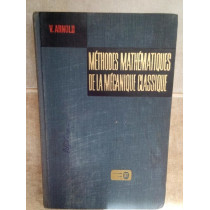 V. ARNOLD
MÉTHODES MATHÉMATIQUES
DE LA MÉCANIQUE CLASSIQUE